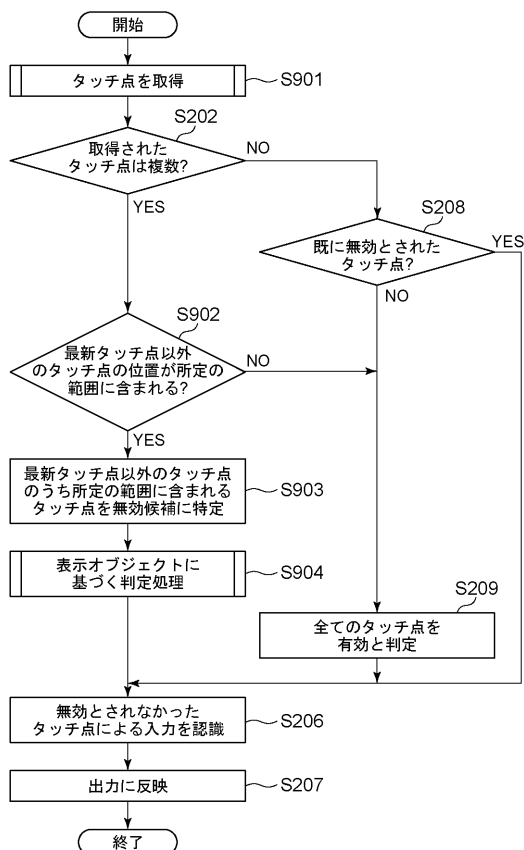 開始
タッチ点を取得
S901
S202
取得された
タッチ点は複数?
NO
YES
S208
既に無効とされた
タッチ点?
YES
NO
S902
最新タッチ点以外
のタッチ点の位置が所定の
範囲に含まれる?
NO
YES
最新タッチ点以外のタッチ点
のうち所定の範囲に含まれる
タッチ点を無効候補に特定
S903
表示オブジェクトに
基づく判定処理
S904
S209
全てのタッチ点を
有効と判定
無効とされなかった
タッチ点による入力を認識
S206
出力に反映
S207
終了